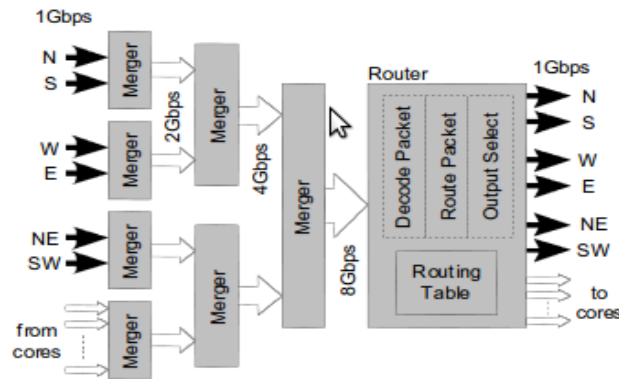 1Gbps
N
S
Merger
2Gbps
Merger
W
E
Merger
4Gbps
Merger
NE
SW
Merger
Merger
from
cores
Merger
8Gbps
Router
Decode Packet
Route Packet
Output Select
Routing
Table
1Gbps
N
S
W
E
NE
SW
to
cores